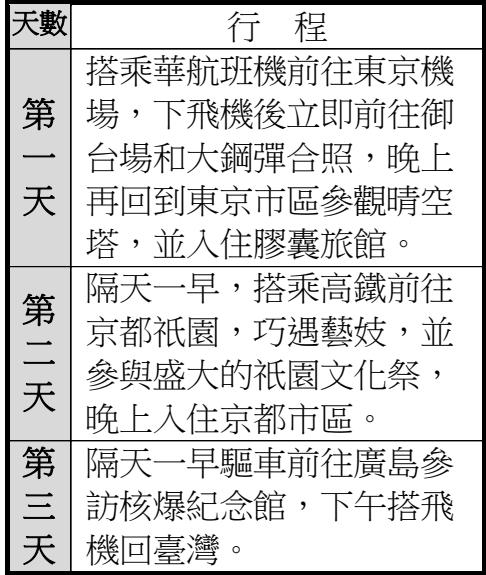 天數 行　程
第一天
搭乘華航班機前往東京機
場，下飛機後立即前往御
台場和大鋼彈合照，晚上
再回到東京市區參觀晴空
塔，並入住膠囊旅館。
第二天
隔天一早，搭乘高鐵前往
京都祇園，巧遇藝妓，並
參與盛大的祇園文化祭，
晚上入住京都市區。
第三天
隔天一早驅車前往廣島參
訪核爆紀念館，下午搭飛
機回臺灣。